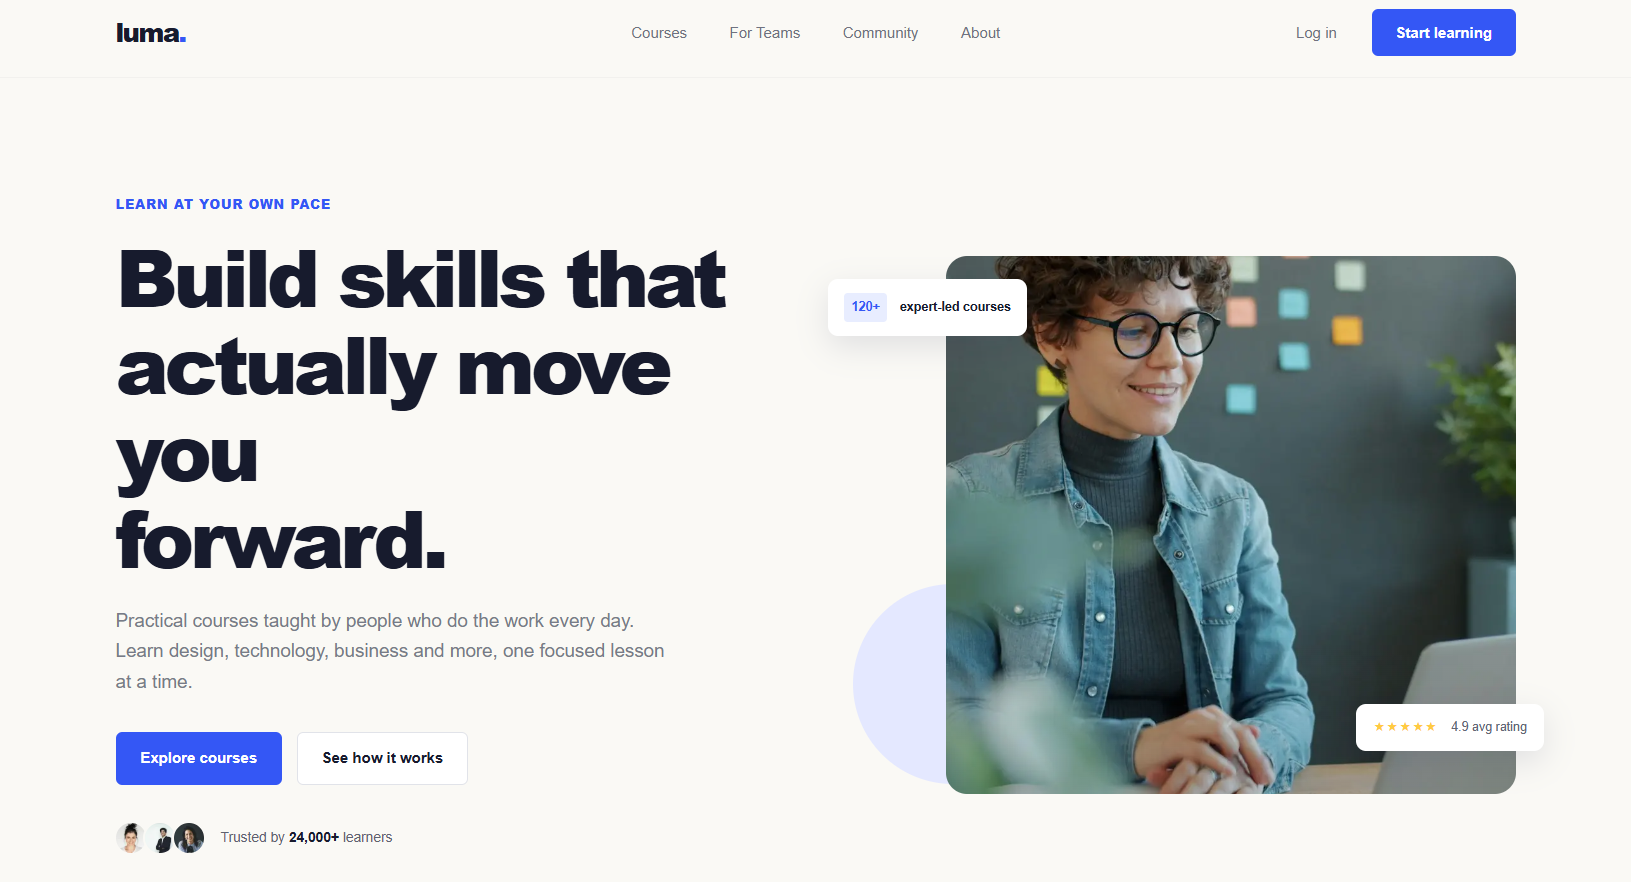 luma.
Courses
For Teams
Community
About
Log in
Start learning
LEARN AT YOUR OWN PACE
Build skills that
actually move
you
forward.
Practical courses taught by people who do the work every day.
Learn design, technology, business and more, one focused lesson
at a time.
Explore courses
See how it works
Trusted by 24,000+ learners
120+ expert-led courses
★★★★★ 4.9 avg rating